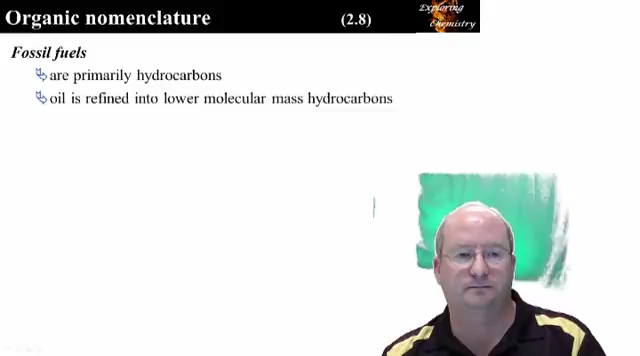 Organic nomenclature (2.8)
Exploring
Chemistry
Fossil fuels
are primarily hydrocarbons
oil is refined into lower molecular mass hydrocarbons